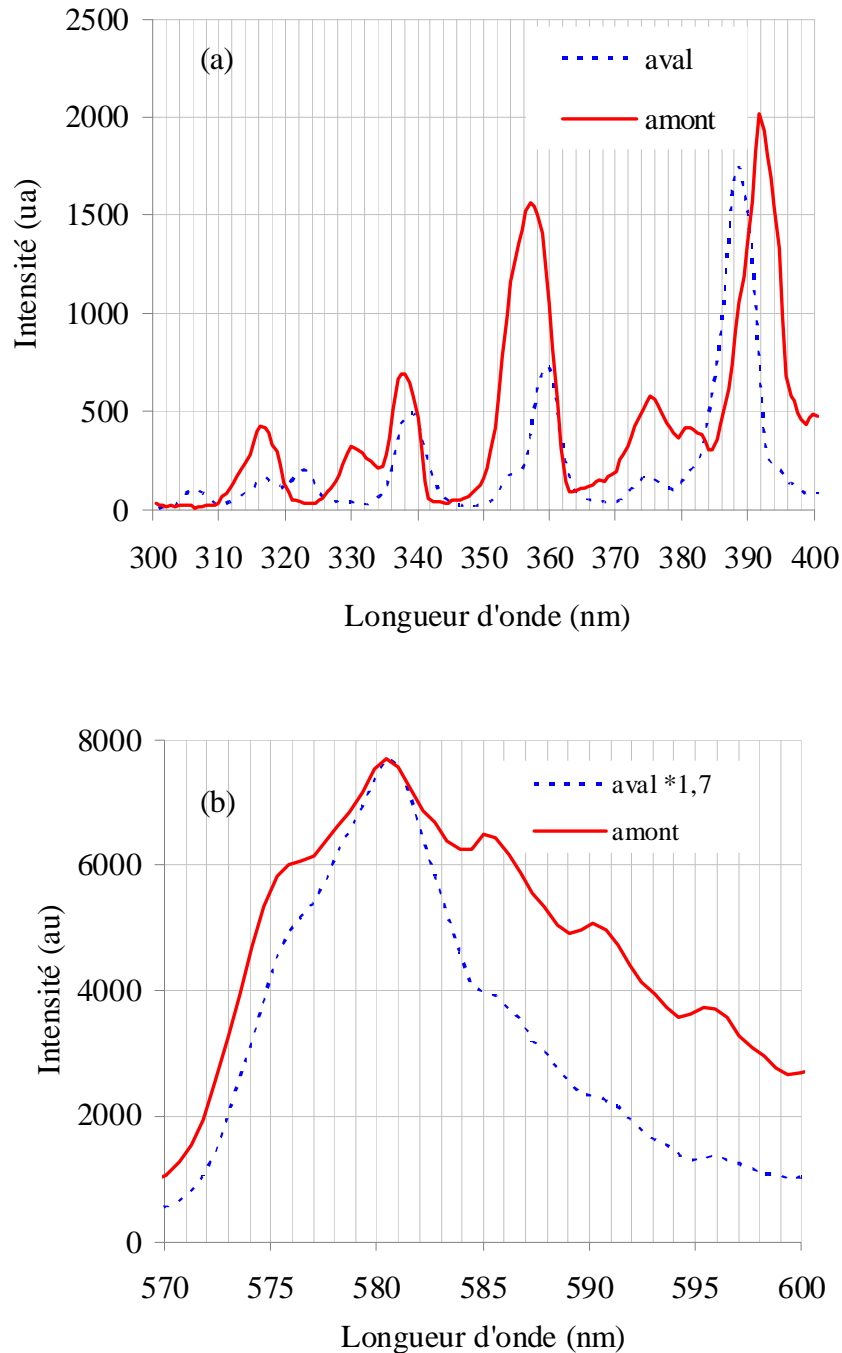 2500
(a)
aval
2000
amont
1500
1000
500
0
Intensité (ua)
300 310 320 330 340 350 360 370 380 390 400
Longueur d'onde (nm)
8000
(b)
aval *1,7
amont
6000
4000
2000
0
Intensité (au)
570 575 580 585 590 595 600
Longueur d'onde (nm)